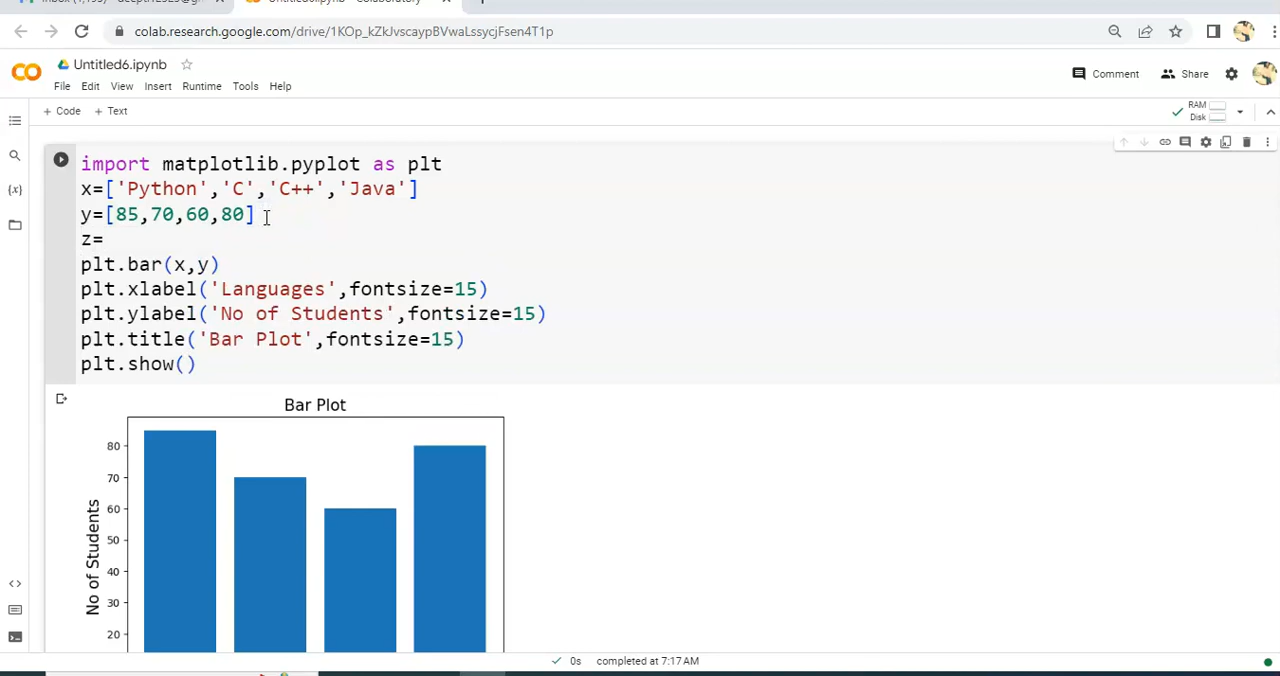 colab.research.google.com/drive/1KOp_kZkJvscaypBVwaLssycjFsen4T1p
Untitled6.ipynb
Comment
Share
File Edit View Insert Runtime Tools Help
+ Code + Text
RAM
Disk
import matplotlib.pyplot as plt
x=['Python','C','C++','Java']
y=[85,70,60,80]
z=
plt.bar(x,y)
plt.xlabel('Languages',fontsize=15)
plt.ylabel('No of Students',fontsize=15)
plt.title('Bar Plot',fontsize=15)
plt.show()
Bar Plot
80
70
60
50
40
30
20
No of Students
0s completed at 7:17 AM